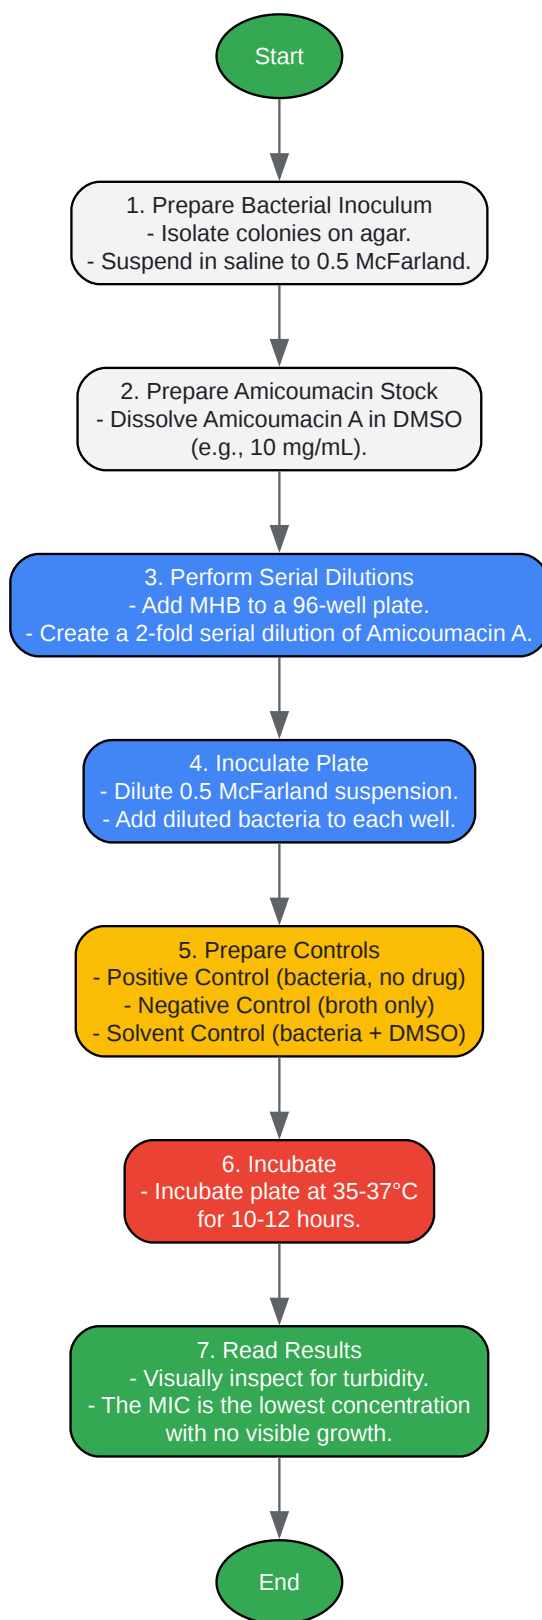 Start
1. Prepare Bacterial Inoculum
- Isolate colonies on agar.
- Suspend in saline to 0.5 McFarland.
2. Prepare Amicoumacin Stock
- Dissolve Amicoumacin A in DMSO
(e.g., 10 mg/mL).
3. Perform Serial Dilutions
- Add MHB to a 96-well plate.
- Create a 2-fold serial dilution of Amicoumacin A.
4. Inoculate Plate
- Dilute 0.5 McFarland suspension.
- Add diluted bacteria to each well.
5. Prepare Controls
- Positive Control (bacteria, no drug)
- Negative Control (broth only)
- Solvent Control (bacteria + DMSO)
6. Incubate
- Incubate plate at 35-37°C
for 10-12 hours.
7. Read Results
- Visually inspect for turbidity.
- The MIC is the lowest concentration
with no visible growth.
End